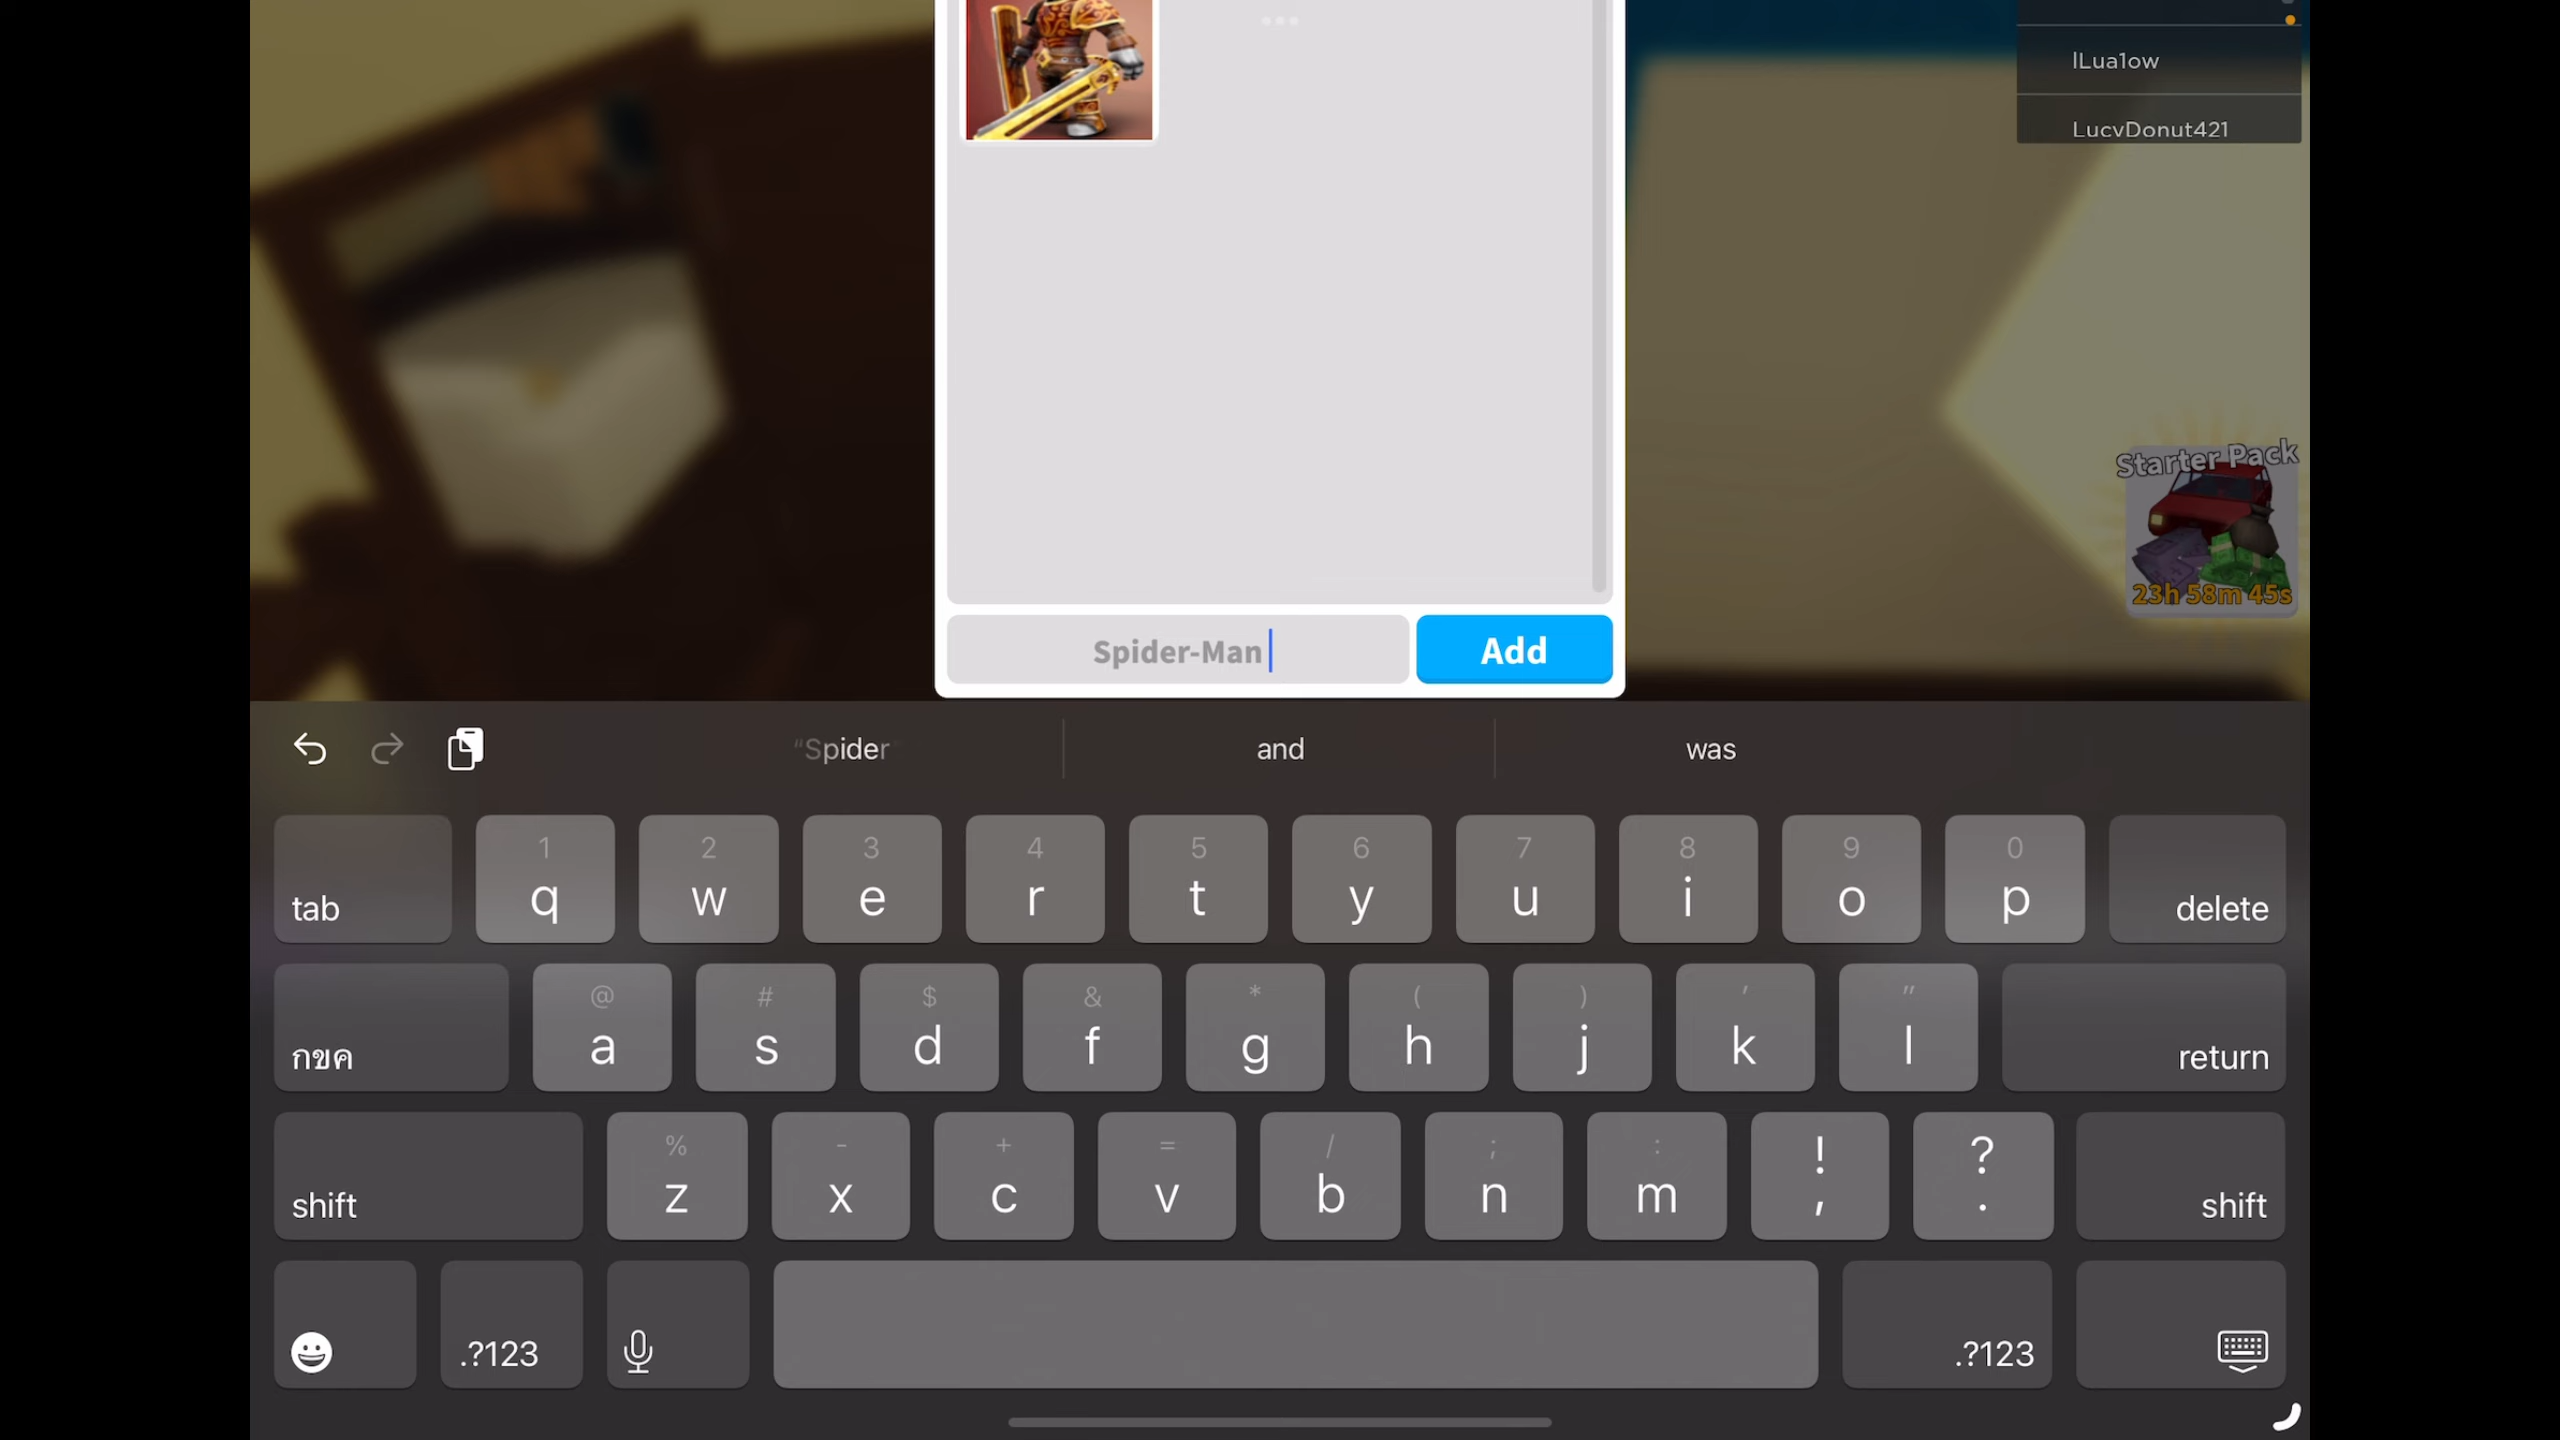 lLua1ow
LucyDonut421
Starter Pack
23h 58m 45s
Spider-Man
Add
"Spider
and
was
1 2 3 4 5 6 7 8 9 0
tab q w e r t y u i o p delete
@ # $ & * ( ) ' "
กขค a s d f g h j k l return
% - + = / ; : ! ?
shift z x c v b n m , . shift
.?123 .?123